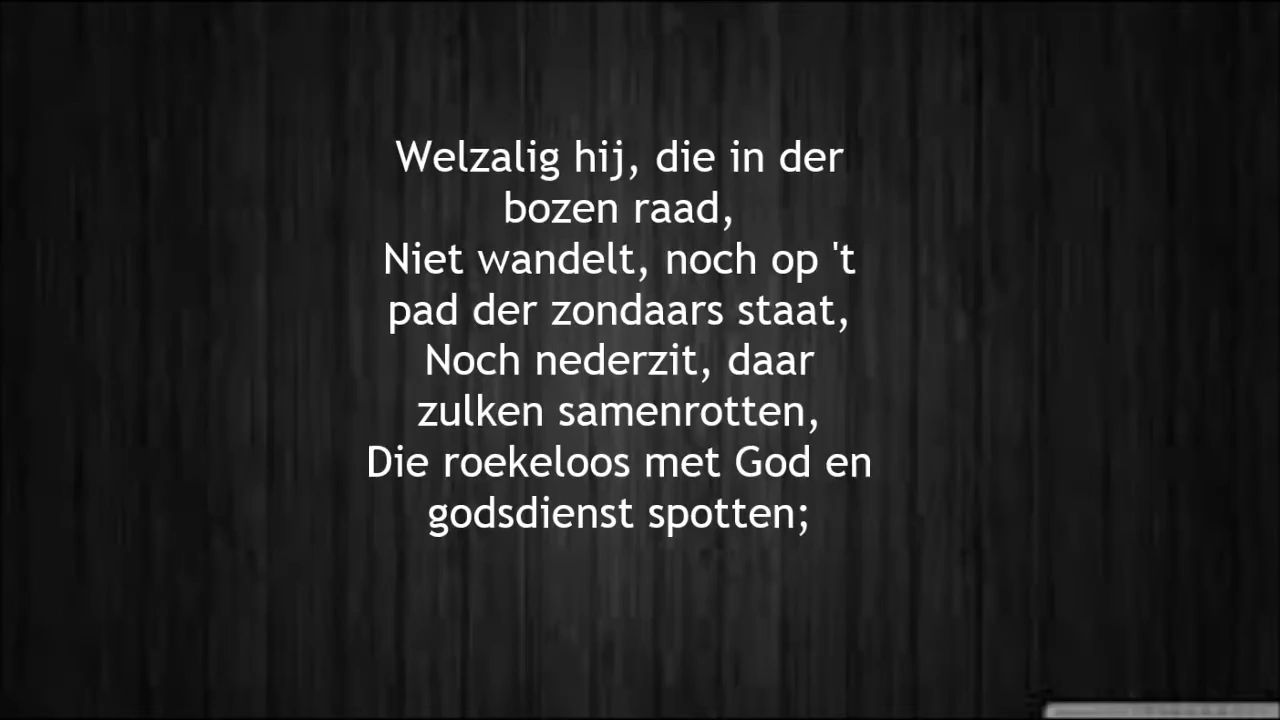 Welzalig hij, die in der
bozen raad,
Niet wandelt, noch op 't
pad der zondaars staat,
Noch nederzit, daar
zulken samenrotten,
Die roekeloos met God en
godsdienst spotten;